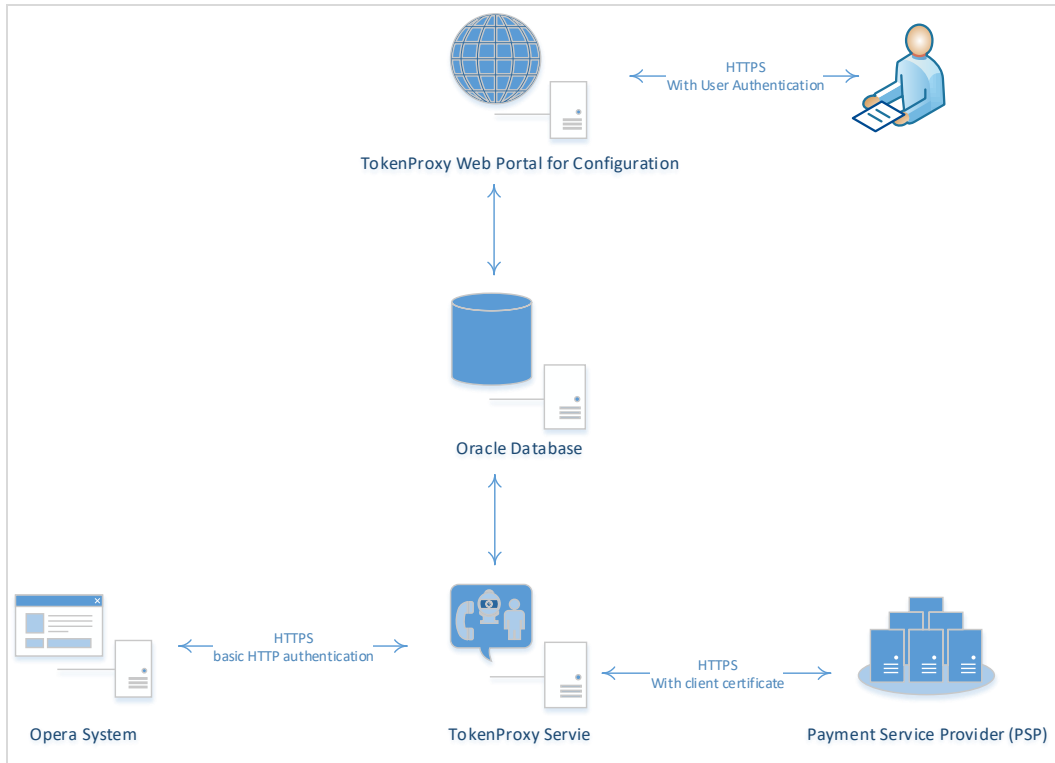 HTTPS
With User Authentication
TokenProxy Web Portal for Configuration
Oracle Database
HTTPS
basic HTTP authentication
HTTPS
With client certificate
Opera System
TokenProxy Servie
Payment Service Provider (PSP)